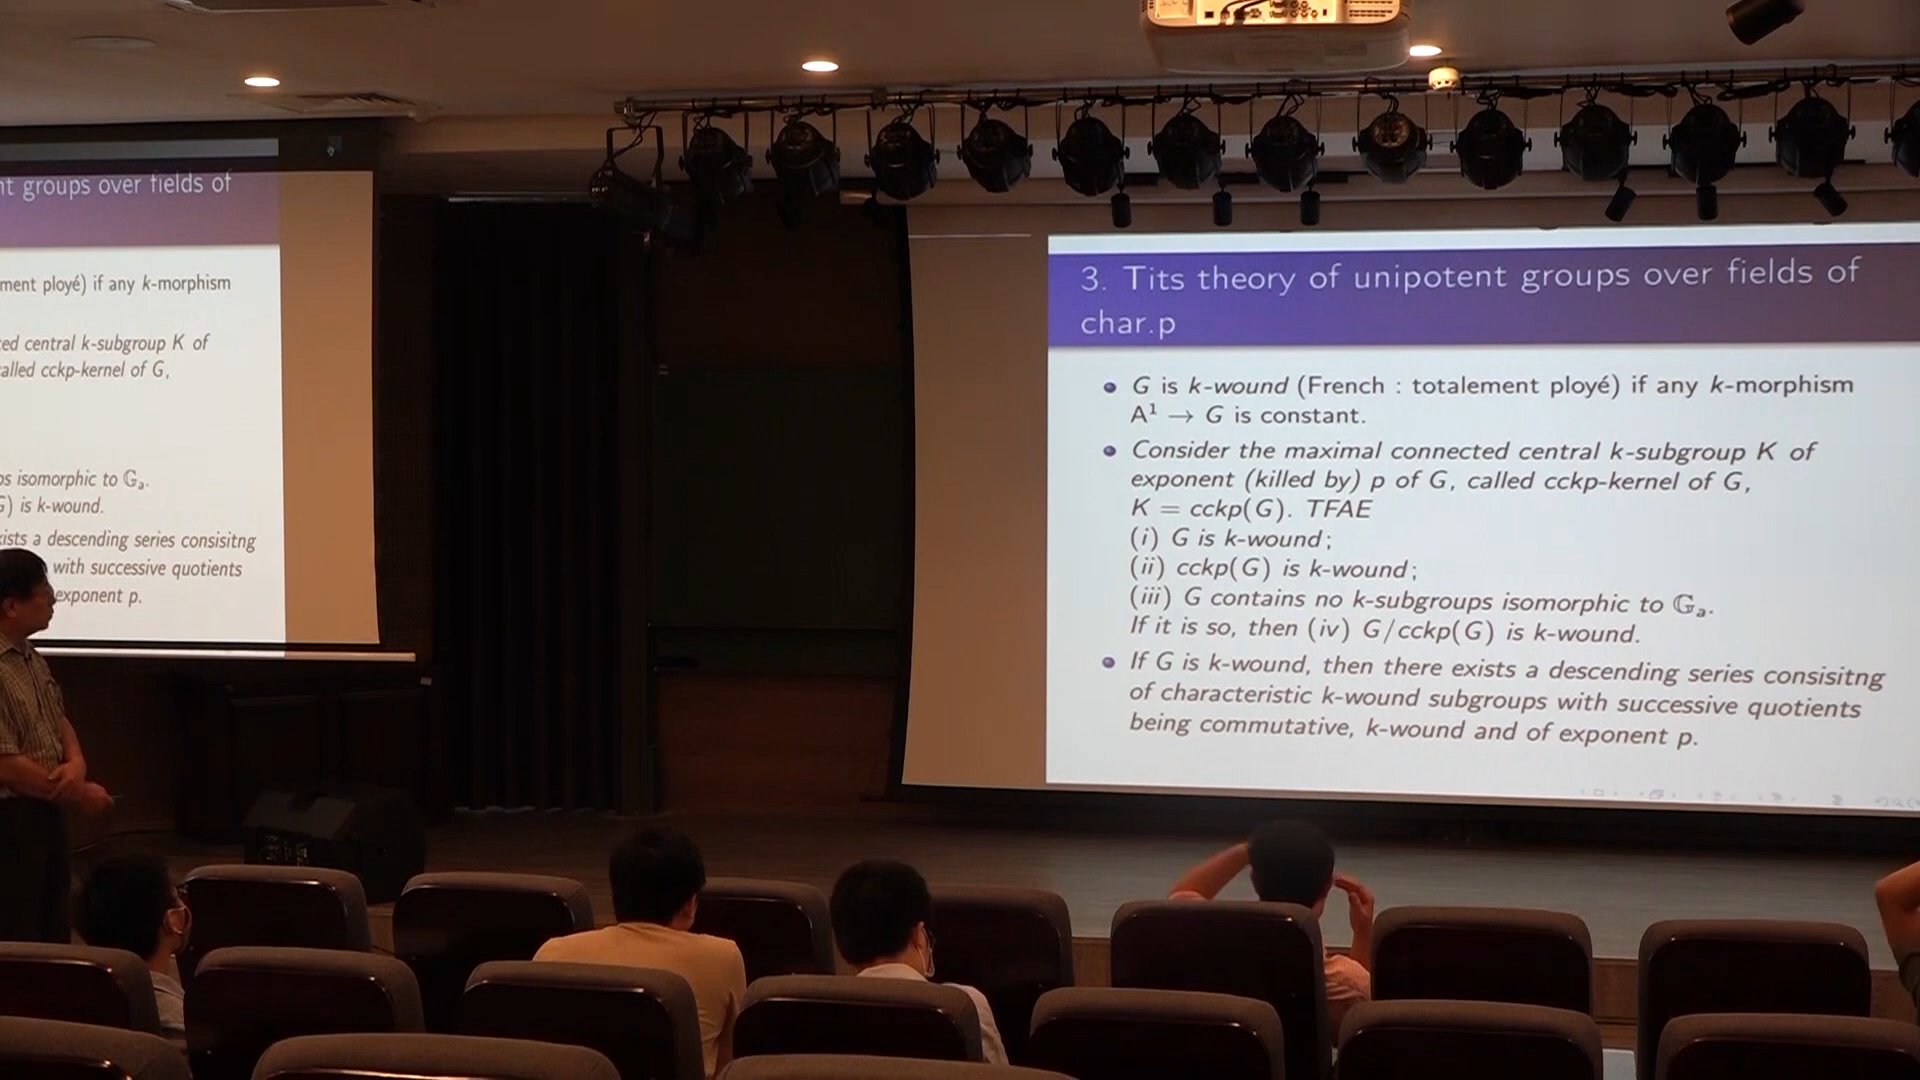 nt groups over fields of
ment ployé) if any k-morphism
ed central k-subgroup K of
alled cckp-kernel of G,
ps isomorphic to 𝔾ₐ.
G) is k-wound.
ists a descending series consisitng
with successive quotients
exponent p.
3. Tits theory of unipotent groups over fields of
char.p
G is k-wound (French : totalement ployé) if any k-morphism
A¹ → G is constant.
Consider the maximal connected central k-subgroup K of
exponent (killed by) p of G, called cckp-kernel of G,
K = cckp(G). TFAE
(i) G is k-wound;
(ii) cckp(G) is k-wound;
(iii) G contains no k-subgroups isomorphic to 𝔾ₐ.
If it is so, then (iv) G/cckp(G) is k-wound.
If G is k-wound, then there exists a descending series consisitng
of characteristic k-wound subgroups with successive quotients
being commutative, k-wound and of exponent p.